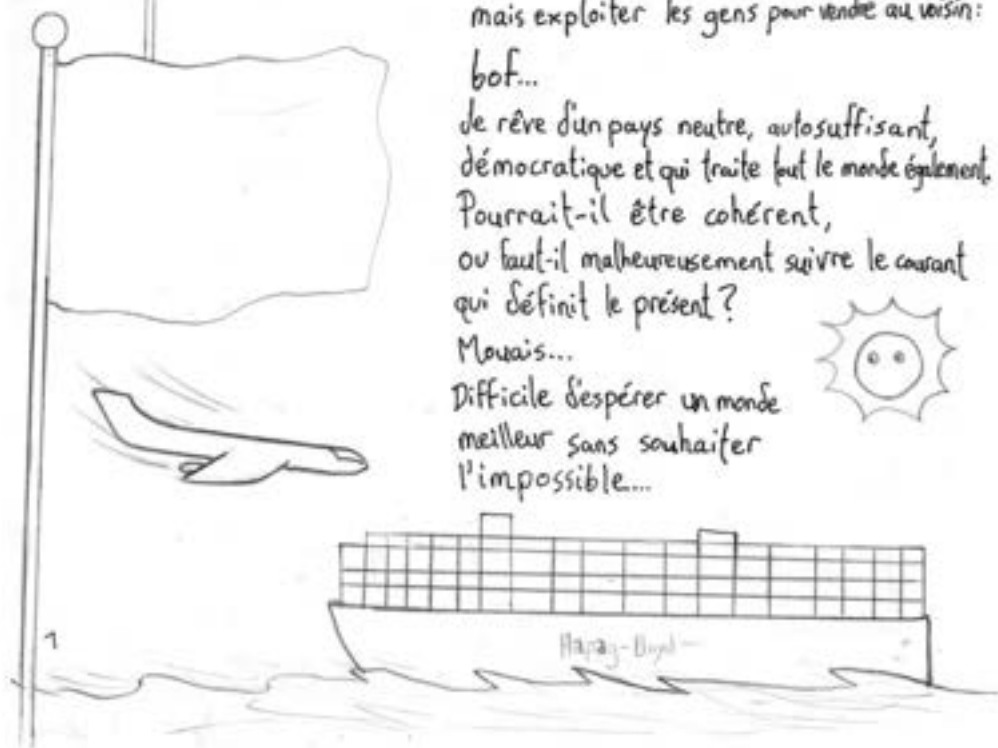 mais exploiter les gens pour vendre au voisin:
bof...
Je rêve d'un pays neutre, autosuffisant,
démocratique et qui traite tout le monde également.
Pourrait-il être cohérent,
ou faut-il malheureusement suivre le courant
qui définit le présent?
Mouais...
Difficile d'espérer un monde
meilleur sans souhaiter
l'impossible....
Hapag-Lloyd
1